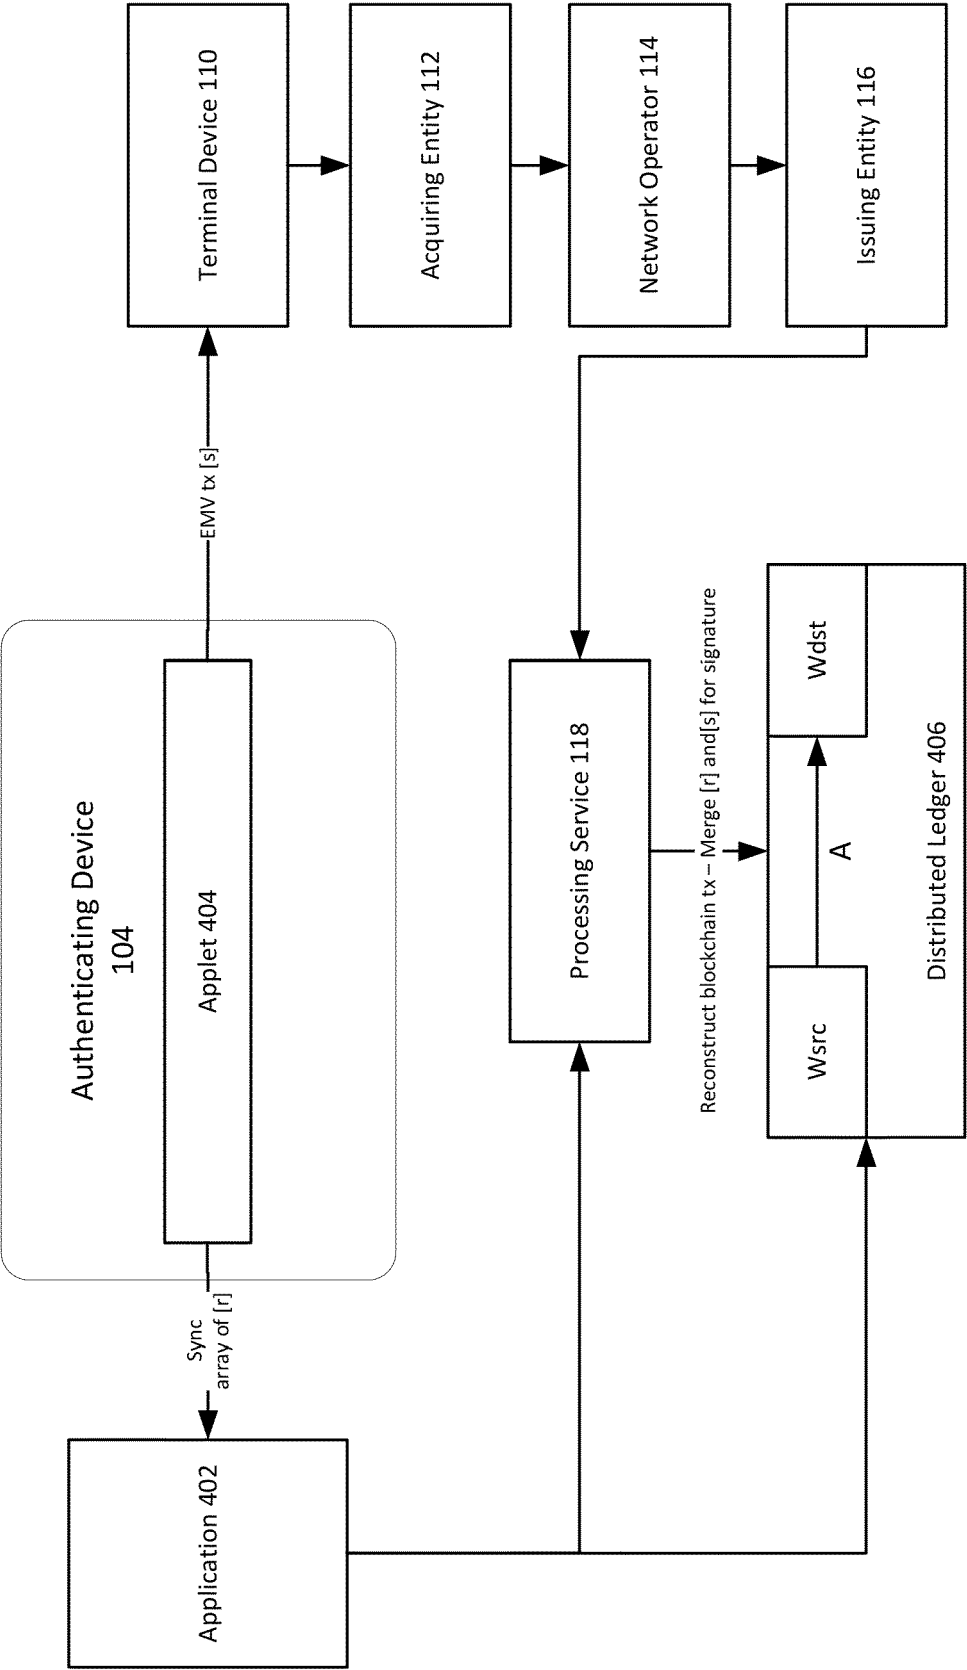 Authenticating Device
104
Application 402
Sync
array of [r]
Applet 404
EMV tx [s]
Terminal Device 110
Acquiring Entity 112
Network Operator 114
Issuing Entity 116
Processing Service 118
Reconstruct blockchain tx – Merge [r] and[s] for signature
Wsrc
A
Wdst
Distributed Ledger 406